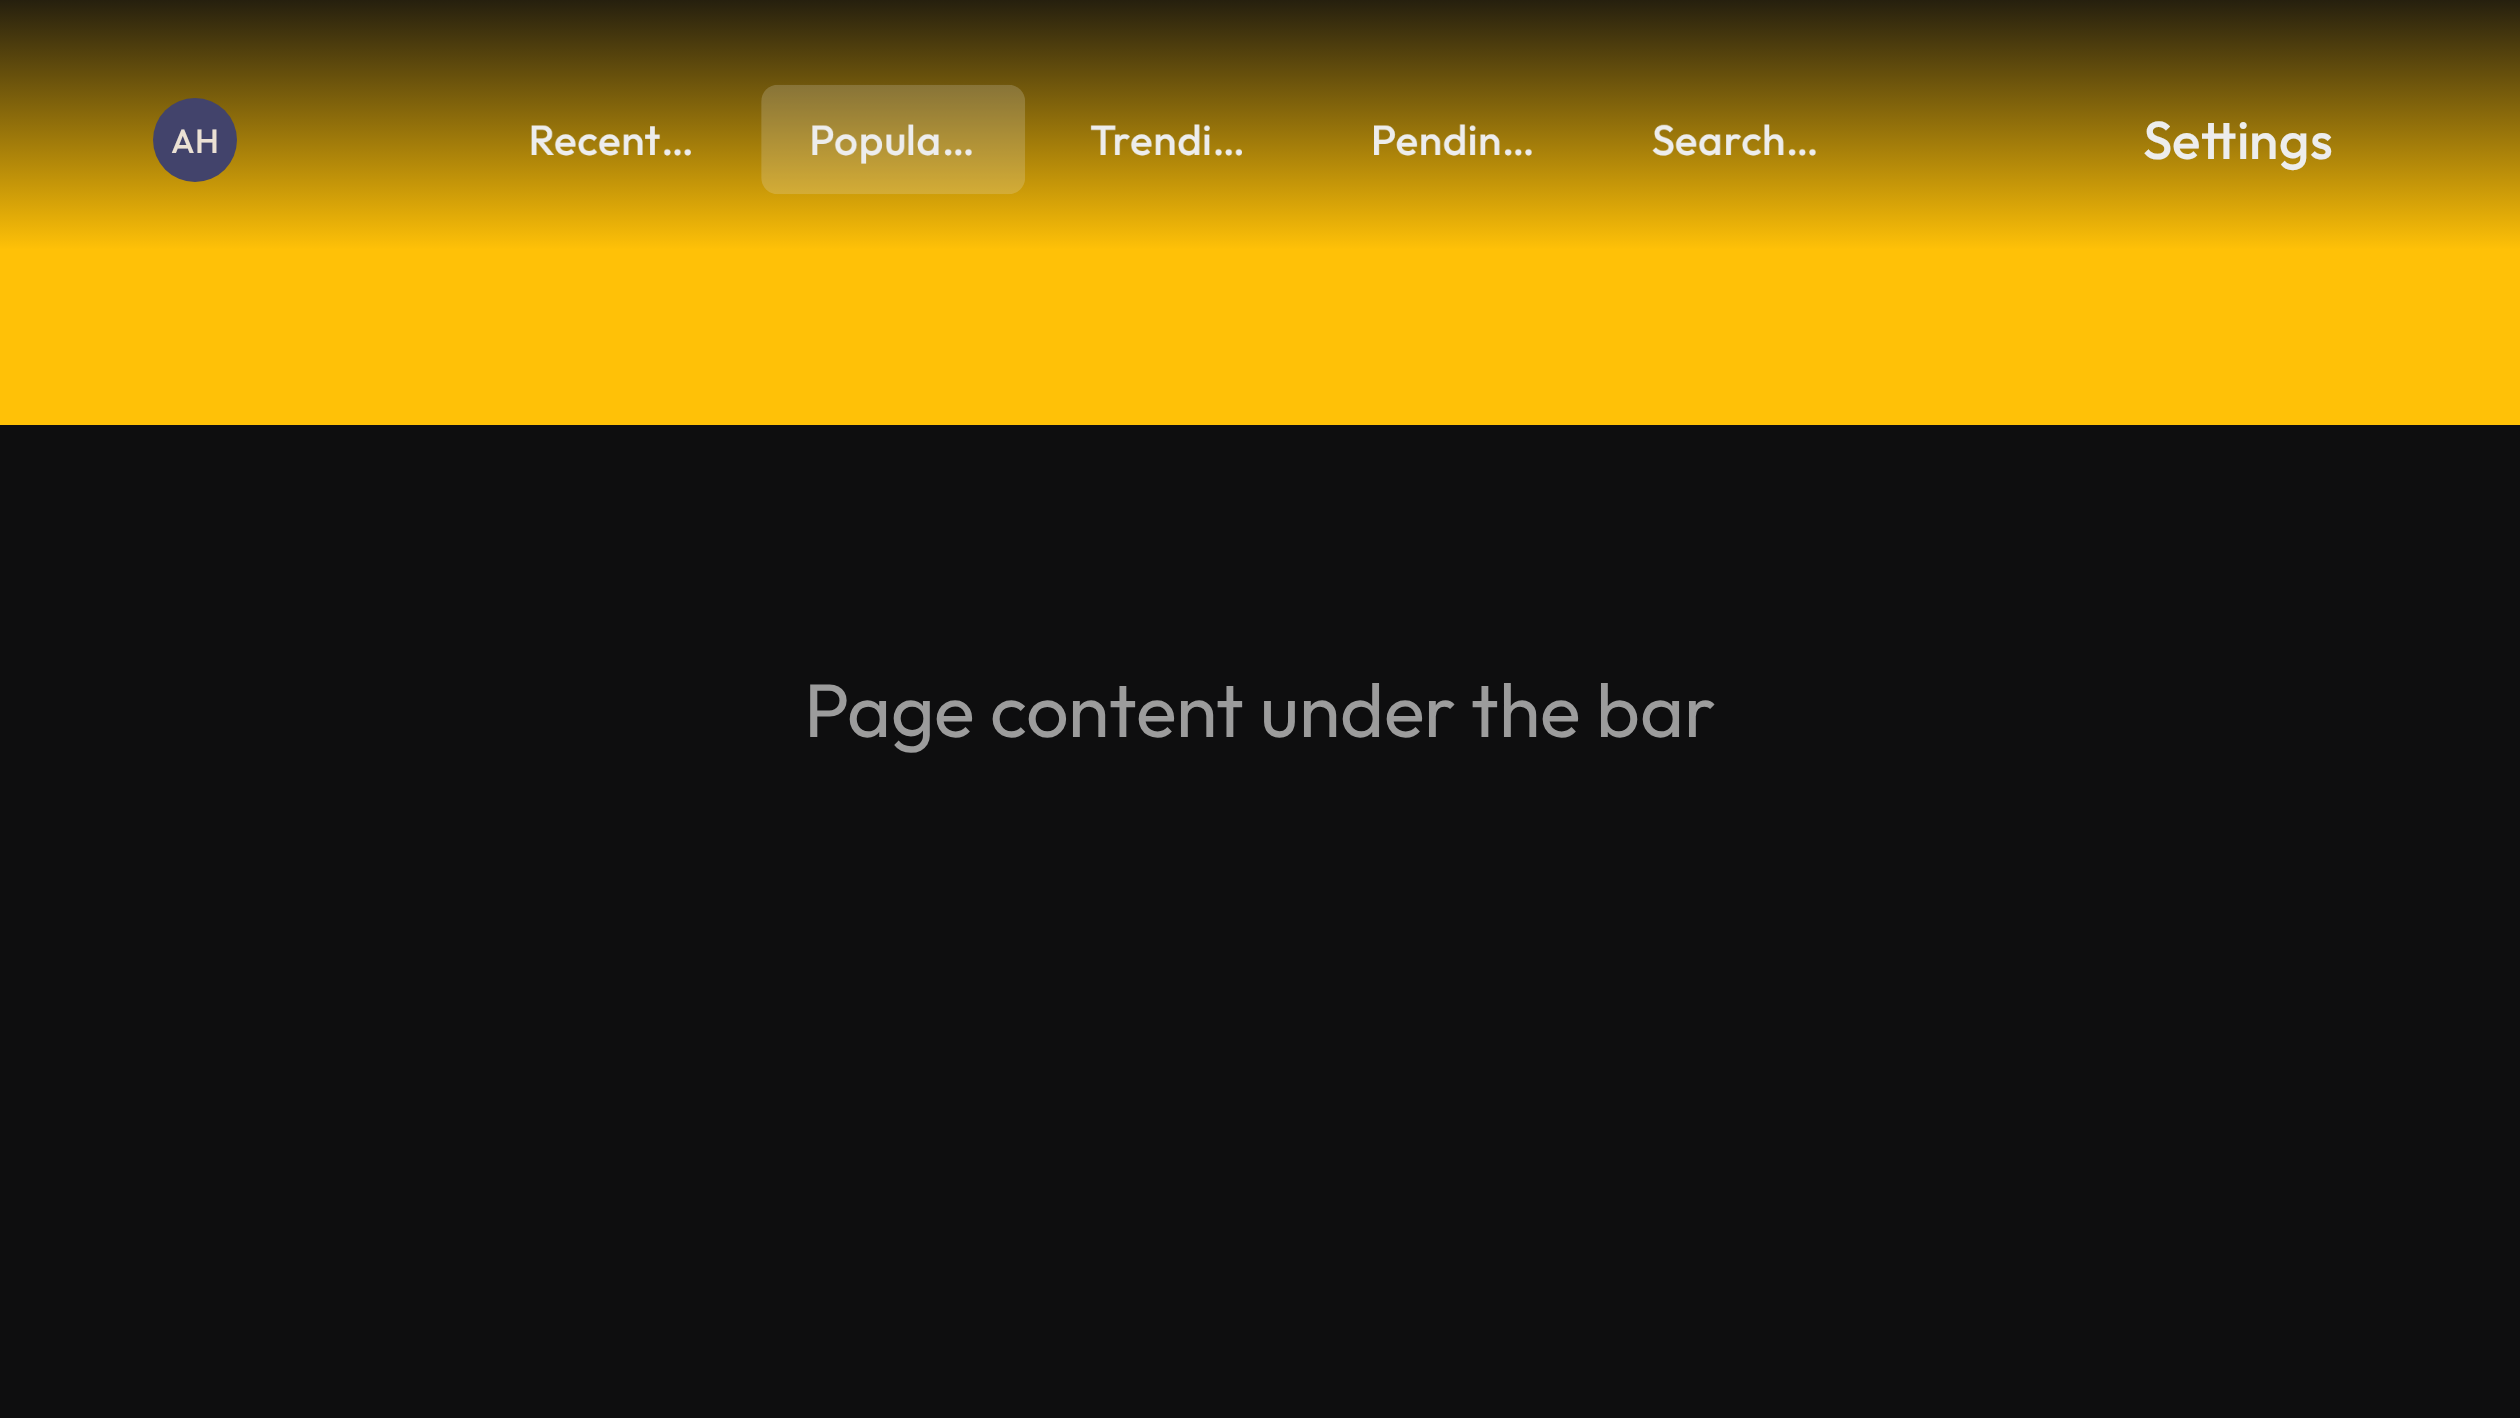 AH Recent... Popula... Trendi... Pendin... Search... Settings
Page content under the bar